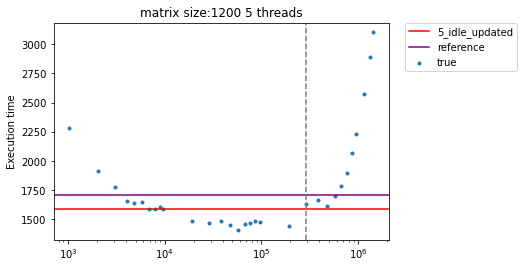 matrix size:1200 5 threads
5_idle_updated
reference
true
Execution time
3000
2750
2500
2250
2000
1750
1500
10³
10⁴
10⁵
10⁶